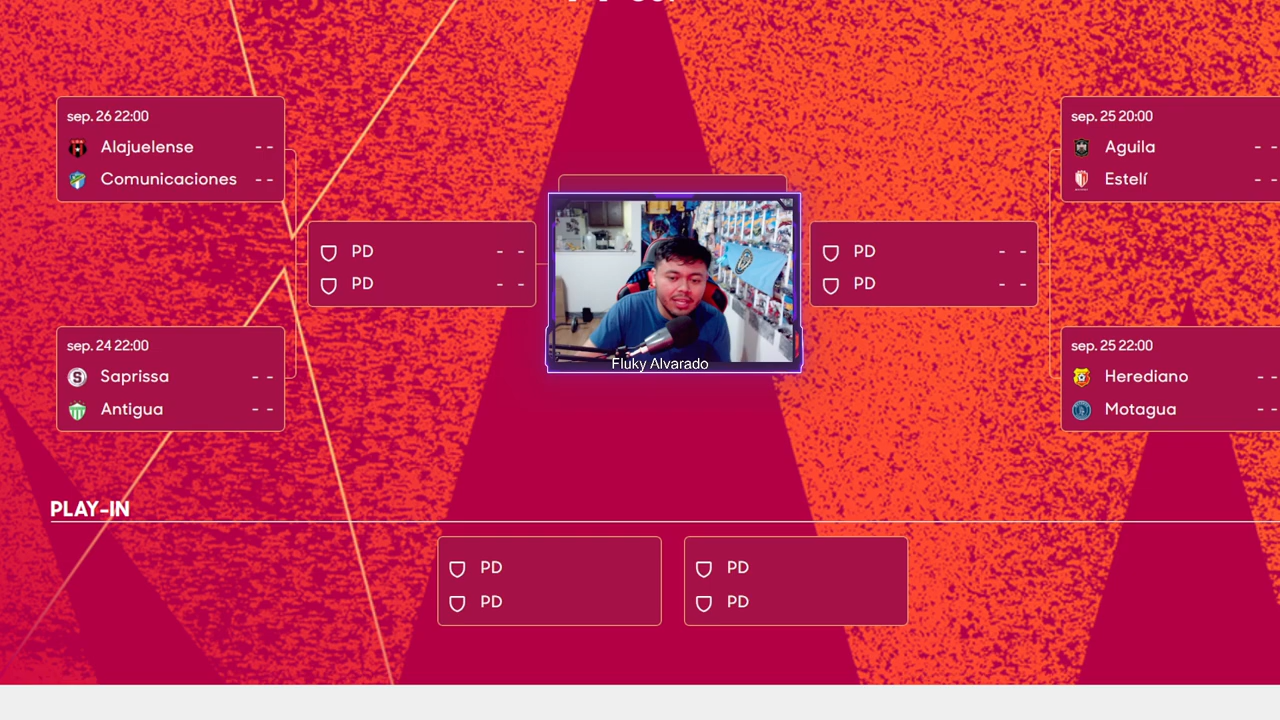 sep. 26 22:00
Alajuelense - -
Comunicaciones - -
sep. 25 20:00
Aguila - -
Estelí - -
PD - -
PD - -
PD - -
PD - -
Fluky Alvarado
sep. 24 22:00
Saprissa - -
Antigua - -
sep. 25 22:00
Herediano - -
Motagua - -
PLAY-IN
PD
PD
PD
PD